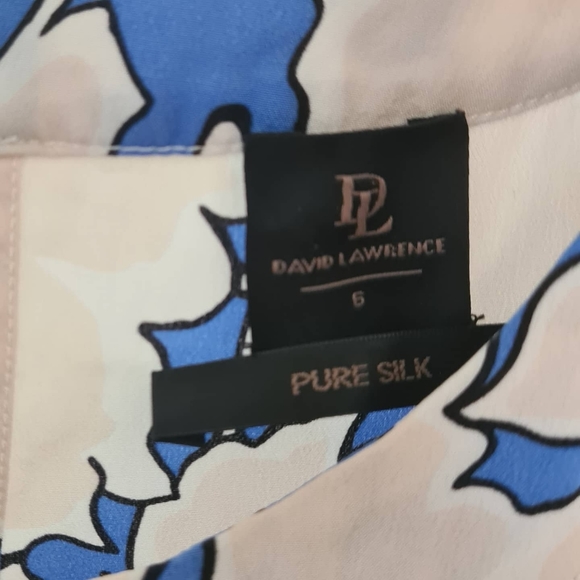 DL
DAVID LAWRENCE
6
PURE SILK